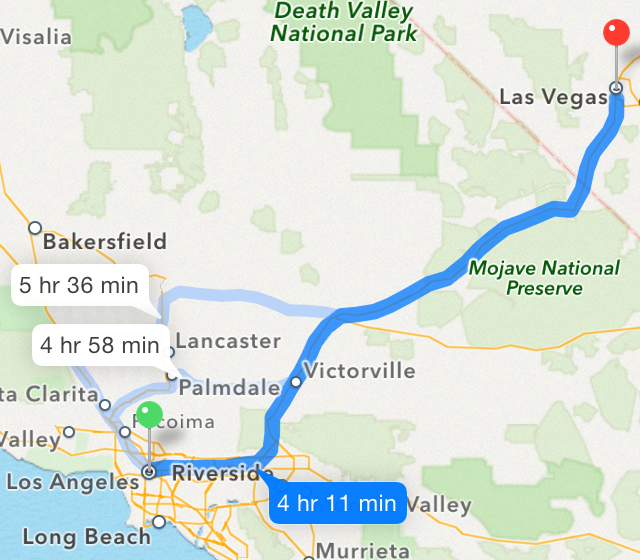 Death Valley
National Park
Visalia
Las Vegas
Bakersfield
Mojave National
Preserve
5 hr 36 min
Lancaster
4 hr 58 min
Victorville
Palmdale
ta Clarita
Valley
Los Angeles
Riverside
4 hr 11 min
Valley
Long Beach
Murrieta